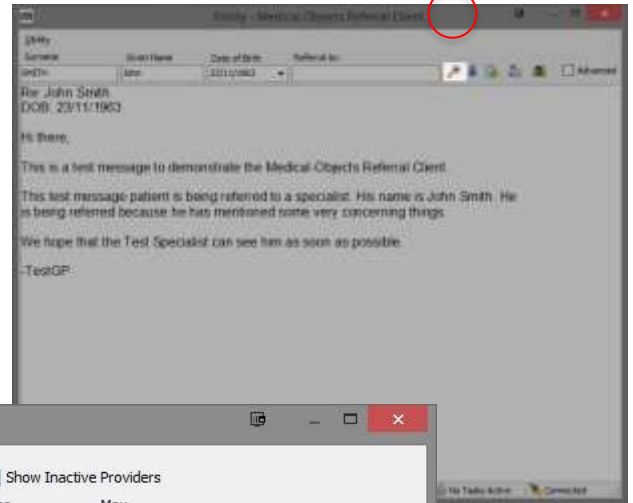 Trinity - Medical-Objects Referral Client
Utility
Surname Given Name Date of Birth Referral to:
SMITH John 23/11/1963 Advanced
Re: John Smith
DOB: 23/11/1963
Hi there,
This is a test message to demonstrate the Medical-Objects Referral Client.
This test message patient is being referred to a specialist. His name is John Smith. He
is being referred because he has mentioned some very concerning things.
We hope that the Test Specialist can see him as soon as possible.
-TestGP
No Tasks Active Connected
Show Inactive Providers